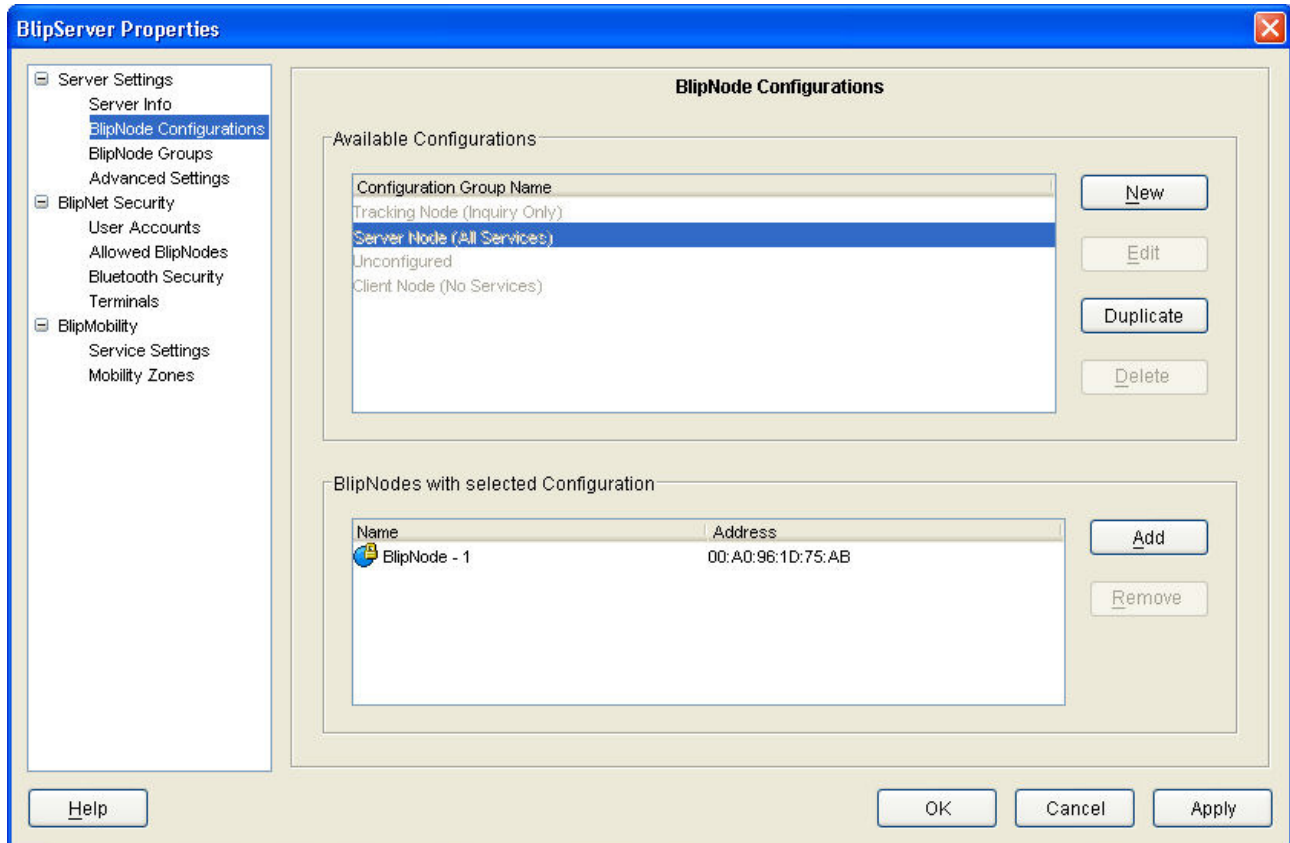 BlipServer Properties
Server Settings
Server Info
BlipNode Configurations
BlipNode Groups
Advanced Settings
BlipNet Security
User Accounts
Allowed BlipNodes
Bluetooth Security
Terminals
BlipMobility
Service Settings
Mobility Zones
BlipNode Configurations
Available Configurations
Configuration Group Name
Tracking Node (Inquiry Only)
Server Node (All Services)
Unconfigured
Client Node (No Services)
New
Edit
Duplicate
Delete
BlipNodes with selected Configuration
Name Address
BlipNode - 1 00:A0:96:1D:75:AB
Add
Remove
Help OK Cancel Apply